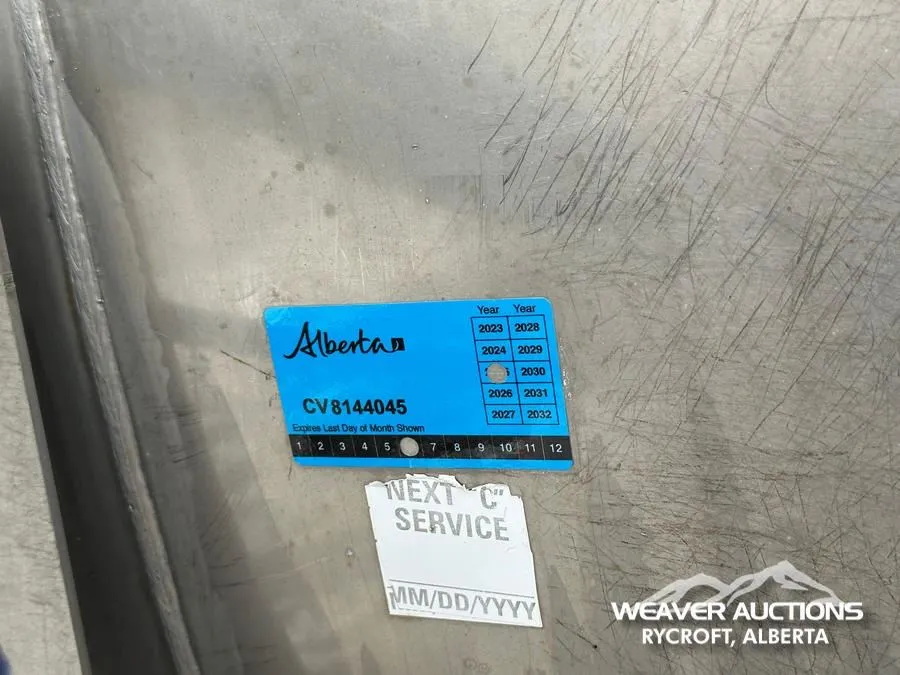 Alberta
Year Year
2023 2028
2024 2029
2030
2026 2031
2027 2032
CV8144045
Expires Last Day of Month Shown
1 2 3 4 5 7 8 9 10 11 12
NEXT "C"
SERVICE
MM/DD/YYYY
WEAVER AUCTIONS
RYCROFT, ALBERTA